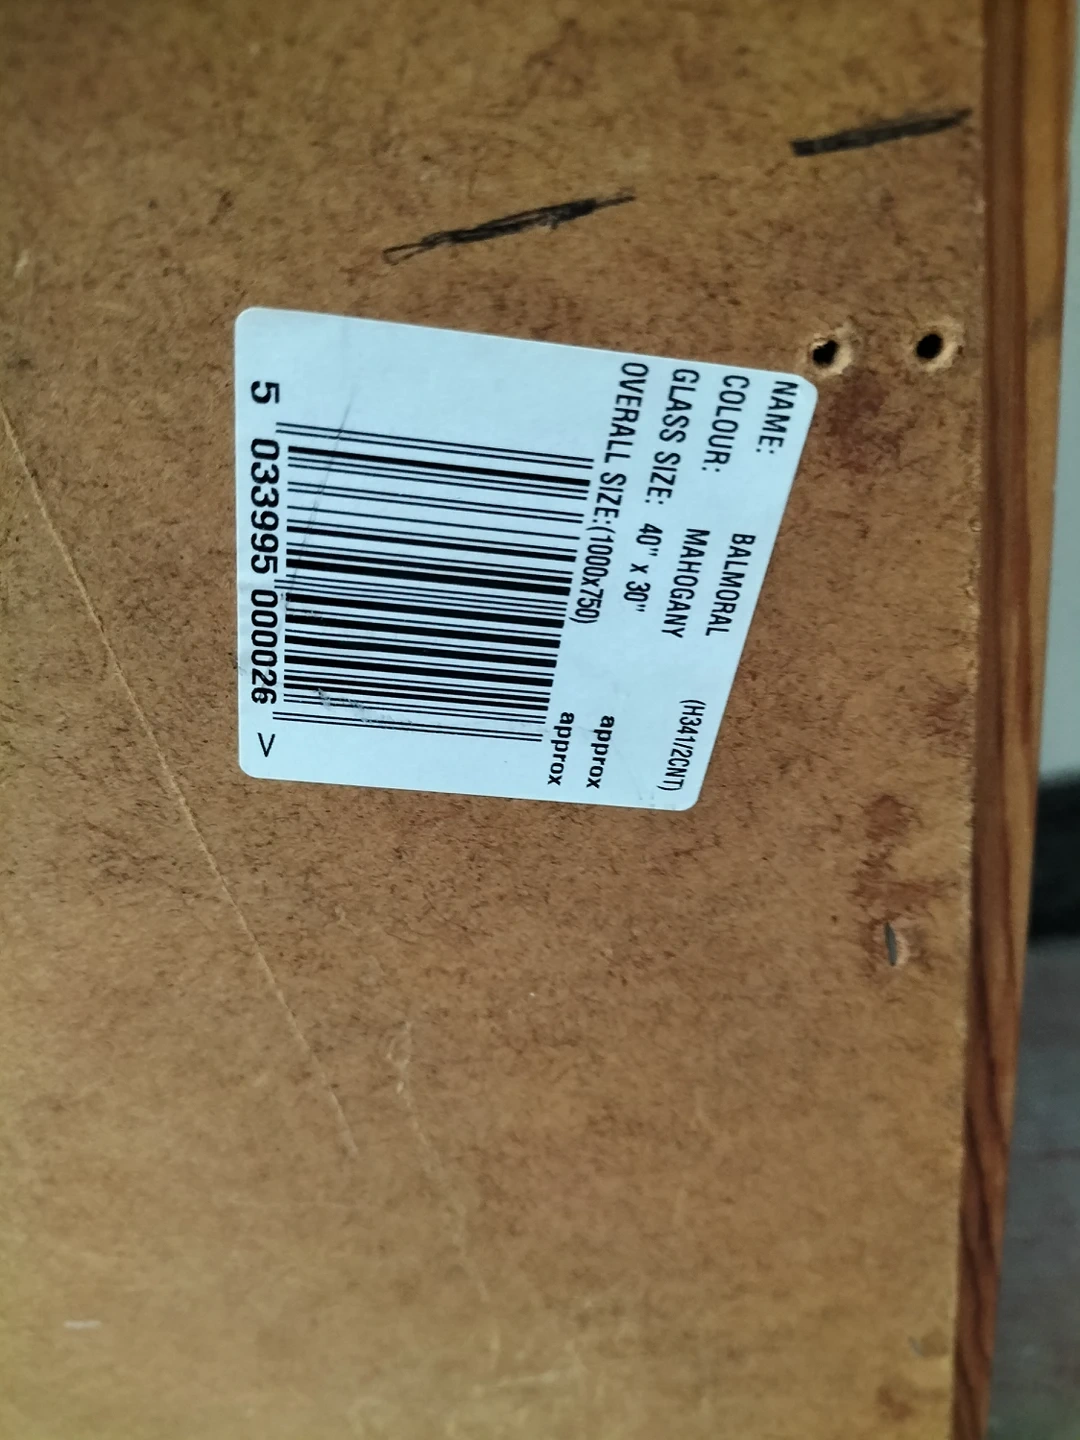 NAME: BALMORAL
COLOUR: MAHOGANY (H341/2CNT)
GLASS SIZE: 40" x 30" approx
OVERALL SIZE:(1000x750) approx
5 033995 000026 >